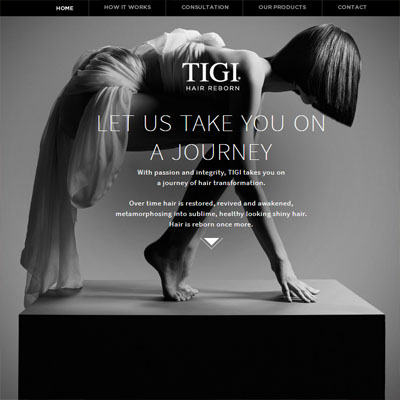 HOME HOW IT WORKS CONSULTATION OUR PRODUCTS CONTACT
TIGI
HAIR REBORN
LET US TAKE YOU ON
A JOURNEY
With passion and integrity, TIGI takes you on
a journey of hair transformation.
Over time hair is restored, revived and awakened,
metamorphosing into sublime, healthy looking shiny hair.
Hair is reborn once more.